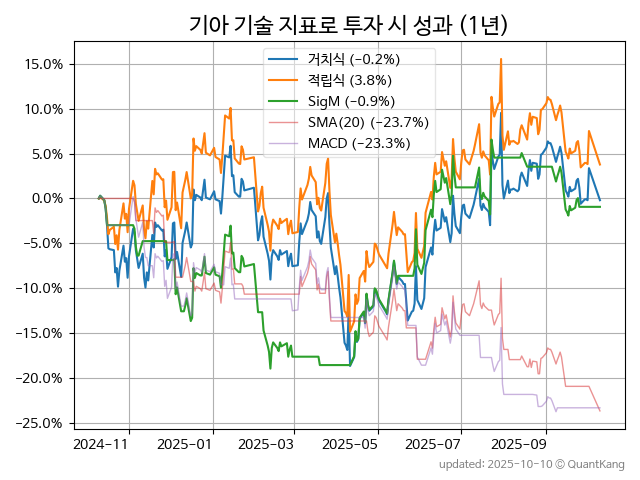 기아 기술 지표로 투자 시 성과 (1년)
거치식 (−0.2%)
적립식 (3.8%)
SigM (−0.9%)
SMA(20) (−23.7%)
MACD (−23.3%)
15.0%
10.0%
5.0%
0.0%
−5.0%
−10.0%
−15.0%
−20.0%
−25.0%
2024-11 2025-01 2025-03 2025-05 2025-07 2025-09
updated: 2025-10-10 © QuantKang